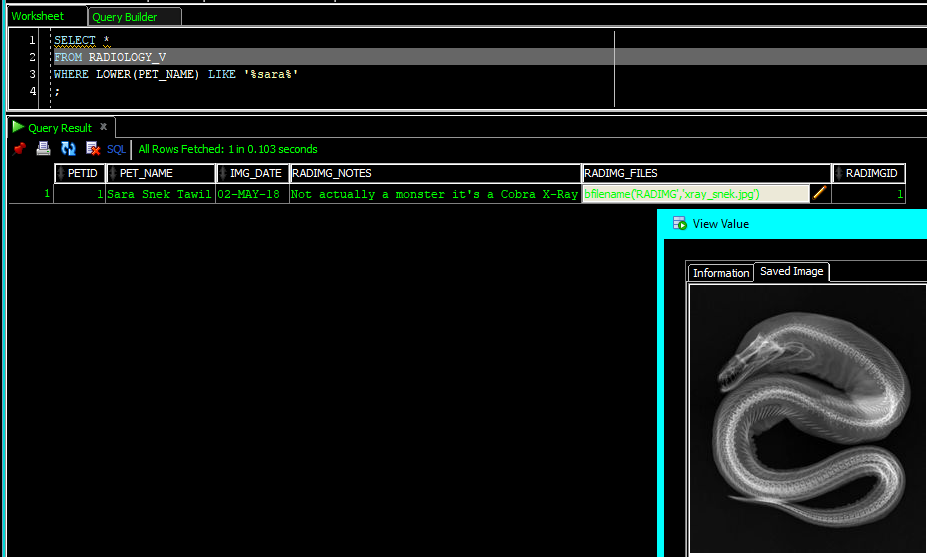 Worksheet Query Builder
1 SELECT *
2 FROM RADIOLOGY_V
3 WHERE LOWER(PET_NAME) LIKE '%sara%'
4 ;
Query Result
SQL All Rows Fetched: 1 in 0.103 seconds
PETID PET_NAME IMG_DATE RADIMG_NOTES RADIMG_FILES RADIMGID
1 1 Sara Snek Tawil 02-MAY-18 Not actually a monster it's a Cobra X-Ray bfilename('RADIMG','xray_snek.jpg') 1
View Value
Information Saved Image